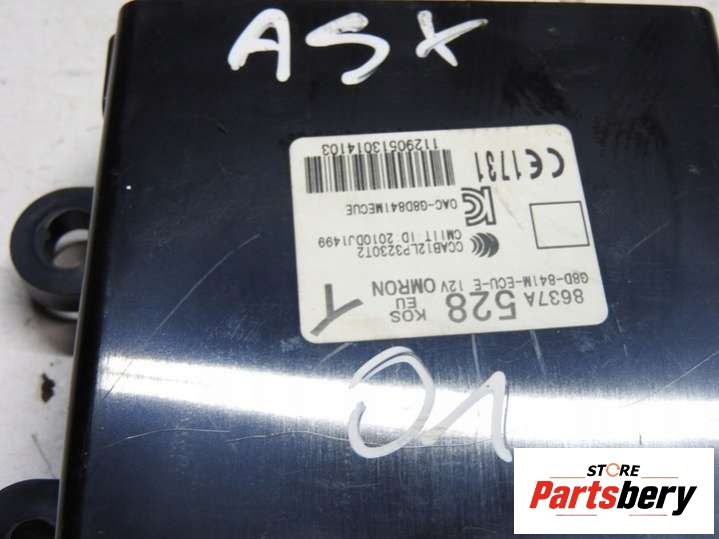 ASX
8637A 528 KOS EU Y
G8D-841M-ECU-E 12V OMRON
CCAB12LP3230T2
CMIIT ID 2010DJ1499
OAC-G8D841MECUE
CE1731
11290513014103
01
STORE
Partsbery